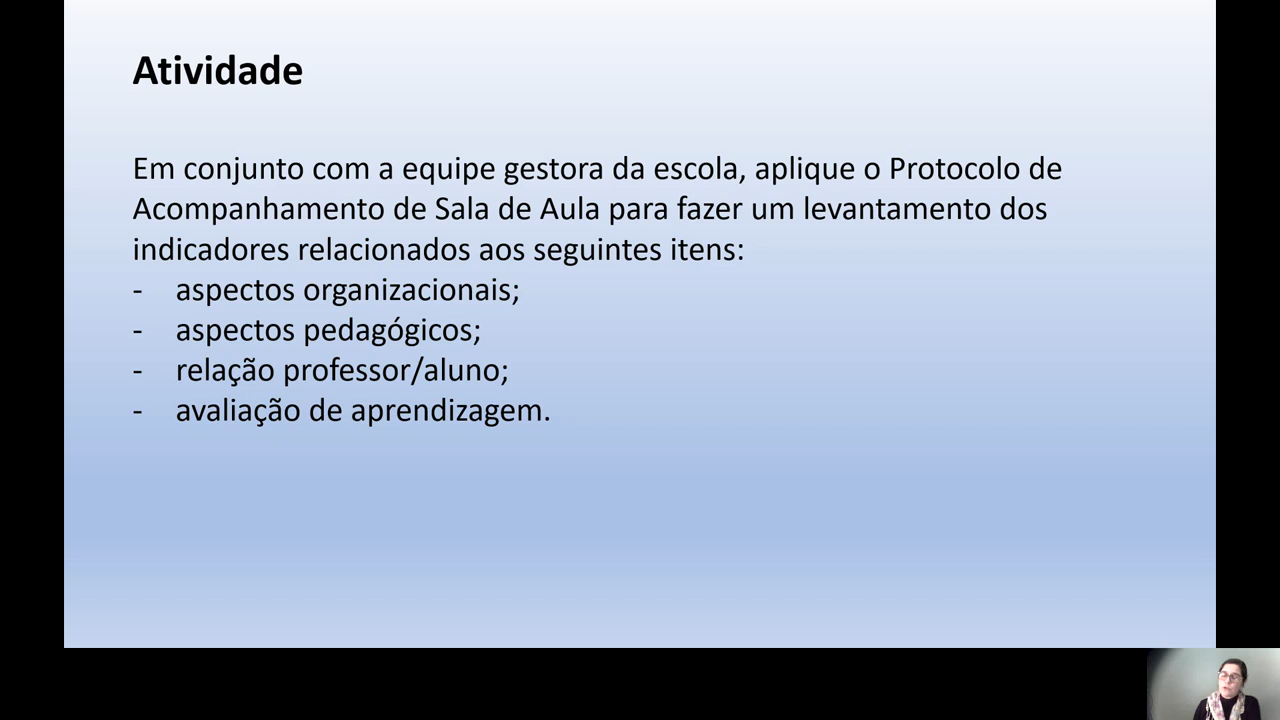 Atividade
Em conjunto com a equipe gestora da escola, aplique o Protocolo de
Acompanhamento de Sala de Aula para fazer um levantamento dos
indicadores relacionados aos seguintes itens:
- aspectos organizacionais;
- aspectos pedagógicos;
- relação professor/aluno;
- avaliação de aprendizagem.